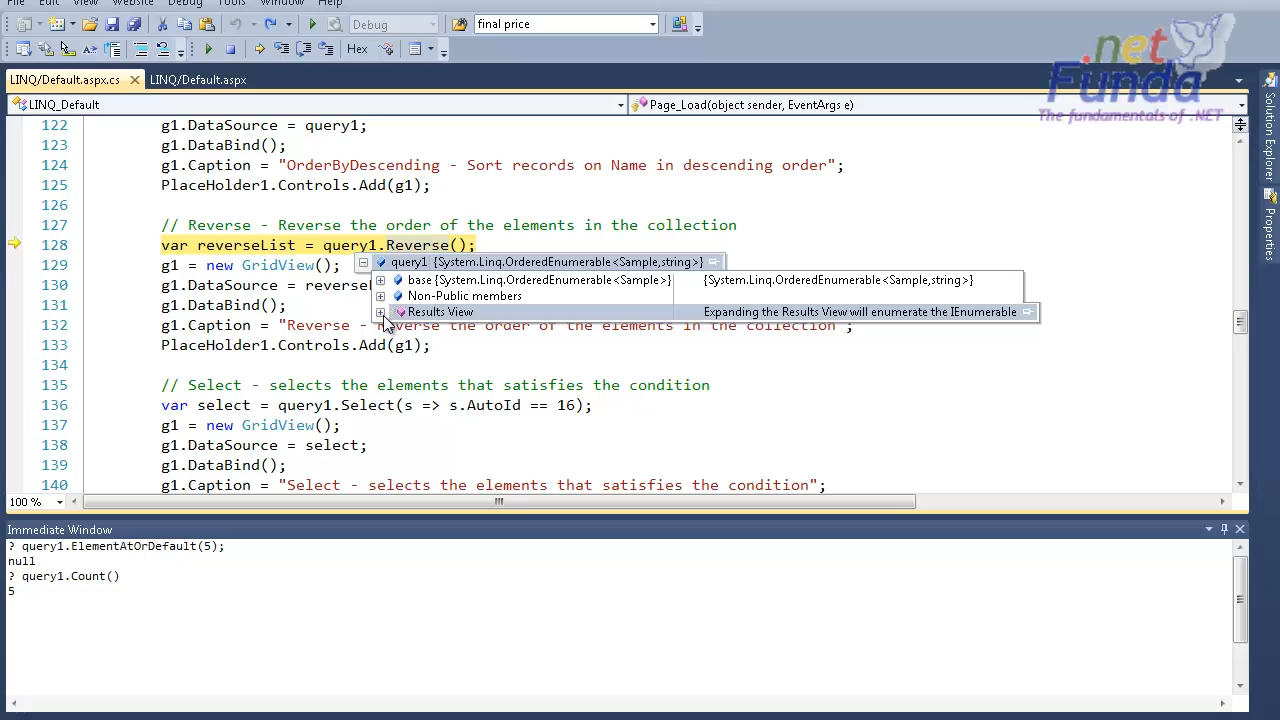 File Edit View Website Debug Tools Window Help
Debug
final price
Hex
.net
Funda
The fundamentals of .NET
LINQ/Default.aspx.cs
LINQ/Default.aspx
LINQ_Default
Page_Load(object sender, EventArgs e)
122 g1.DataSource = query1;
123 g1.DataBind();
124 g1.Caption = "OrderByDescending - Sort records on Name in descending order";
125 PlaceHolder1.Controls.Add(g1);
126
127 // Reverse - Reverse the order of the elements in the collection
128 var reverseList = query1.Reverse();
query1 {System.Linq.OrderedEnumerable<Sample,string>}
129 g1 = new GridView();
base {System.Linq.OrderedEnumerable<Sample>} {System.Linq.OrderedEnumerable<Sample,string>}
130 g1.DataSource = reverseL
Non-Public members
131 g1.DataBind();
Results View Expanding the Results View will enumerate the IEnumerable
132 g1.Caption = "Reverse - Reverse the order of the elements in the collection";
133 PlaceHolder1.Controls.Add(g1);
134
135 // Select - selects the elements that satisfies the condition
136 var select = query1.Select(s => s.AutoId == 16);
137 g1 = new GridView();
138 g1.DataSource = select;
139 g1.DataBind();
140 g1.Caption = "Select - selects the elements that satisfies the condition";
100 %
Immediate Window
? query1.ElementAtOrDefault(5);
null
? query1.Count()
5
Solution Explorer
Properties